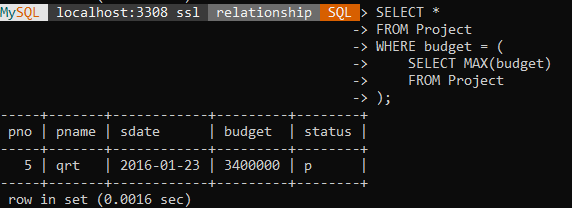 MySQL localhost:3308 ssl relationship SQL > SELECT *
-> FROM Project
-> WHERE budget = (
->     SELECT MAX(budget)
->     FROM Project
-> );
-----+-------+------------+---------+--------+
 pno | pname | sdate      | budget  | status |
-----+-------+------------+---------+--------+
   5 | qrt   | 2016-01-23 | 3400000 | p      |
-----+-------+------------+---------+--------+
 row in set (0.0016 sec)